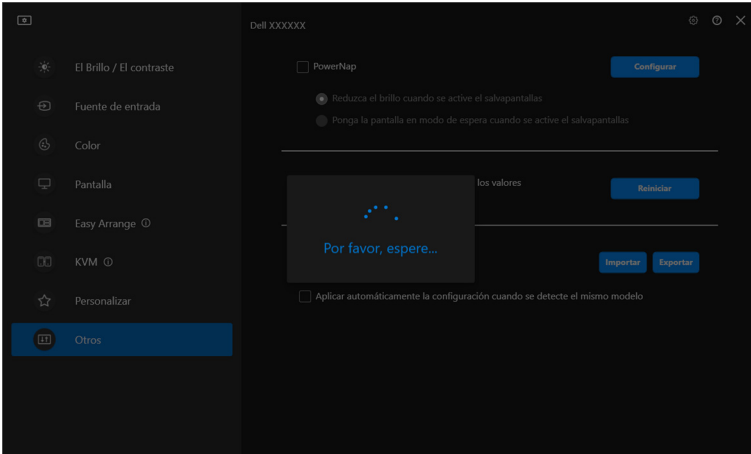 Dell XXXXXX
El Brillo / El contraste
Fuente de entrada
Color
Pantalla
Easy Arrange
KVM
Personalizar
Otros
PowerNap
Configurar
Reduzca el brillo cuando se active el salvapantallas
Ponga la pantalla en modo de espera cuando se active el salvapantallas
los valores
Reiniciar
Por favor, espere...
Importar
Exportar
Aplicar automáticamente la configuración cuando se detecte el mismo modelo